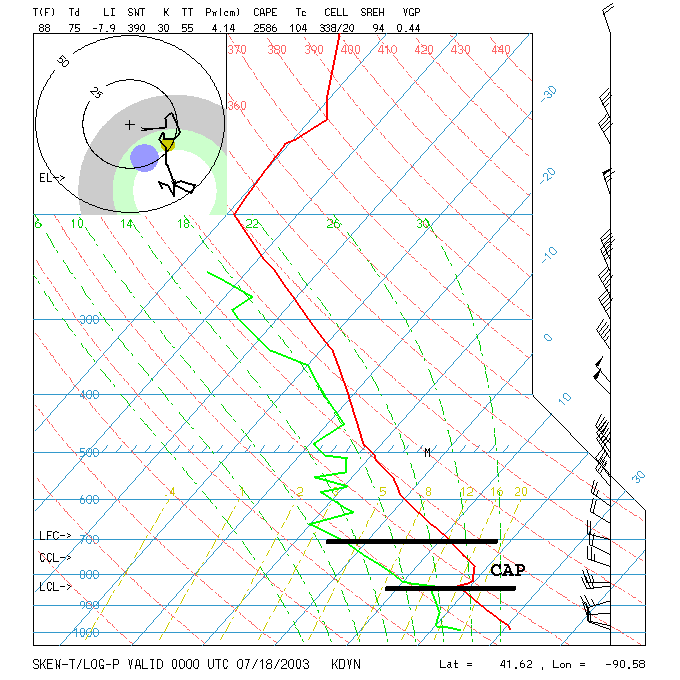 T(F) Td LI SWT K TT Pw(cm) CAPE Tc CELL SREH VGP
88 75 -7.9 390 30 55 4.14 2586 104 338/20 94 0.44
370 380 390 400 410 420 430 440
50
25
360
-30
-20
EL->
6 10 14 18 22 26 30
-10
0
300
10
400
500
M
30
.4 1 2 5 8 12 16 20
600
LFC-> 700
CCL->
CAP
800
LCL->
900
1000
SKEW-T/LOG-P VALID 0000 UTC 07/18/2003 KDVN Lat = 41.62 , Lon = -90.58